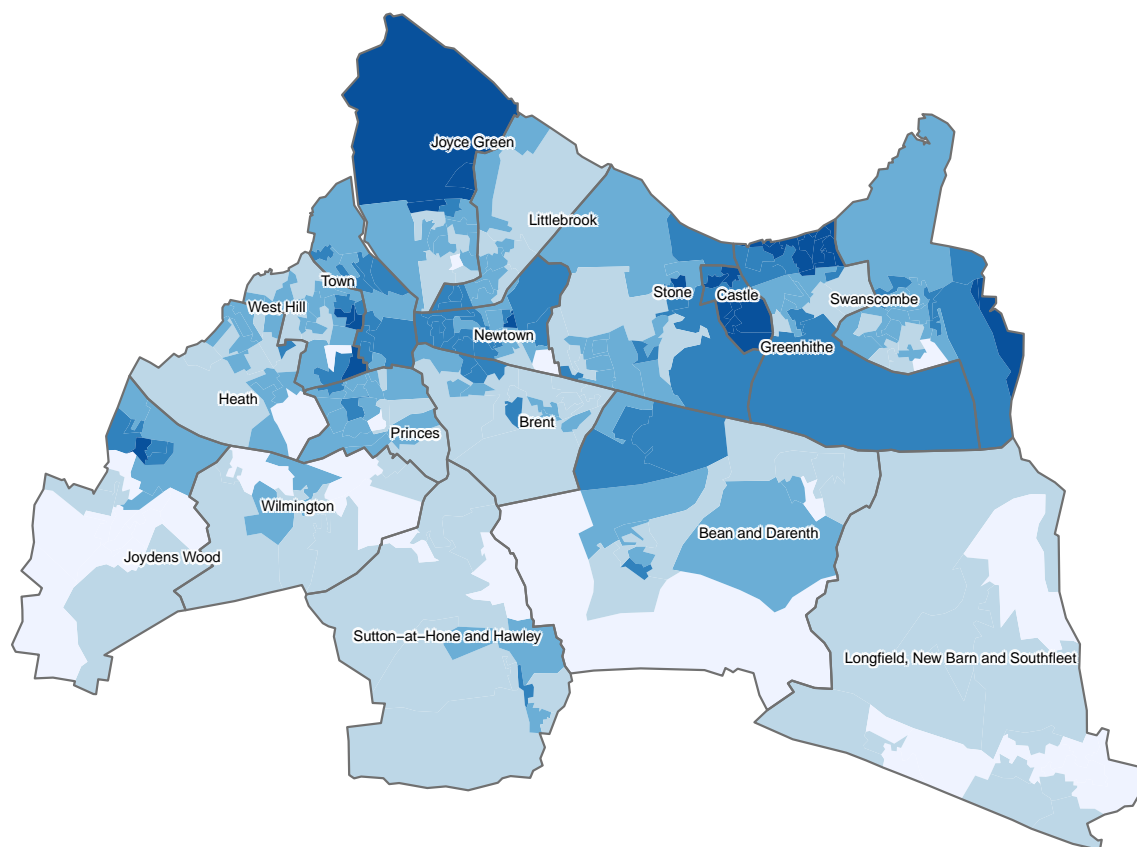 Joyce Green
Littlebrook
Town
Stone
Castle
Swanscombe
West Hill
Newtown
Greenhithe
Heath
Brent
Princes
Wilmington
Bean and Darenth
Joydens Wood
Sutton−at−Hone and Hawley
Longfield, New Barn and Southfleet